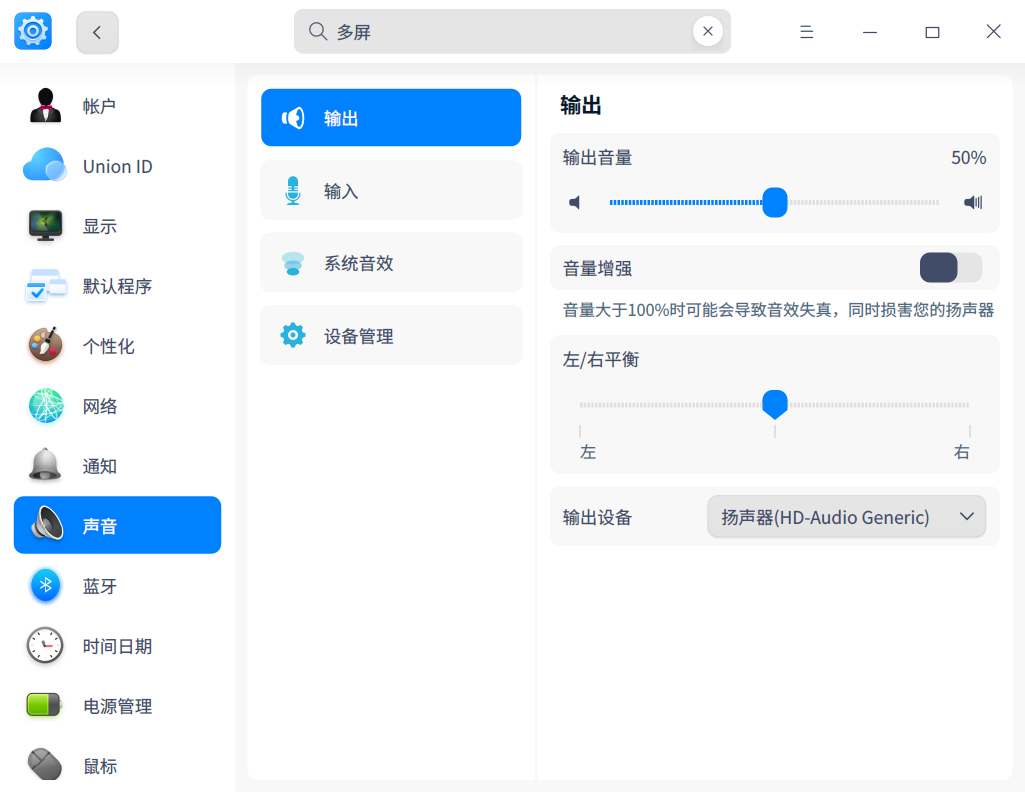 多屏
帐户
Union ID
显示
默认程序
个性化
网络
通知
声音
蓝牙
时间日期
电源管理
鼠标
输出
输入
系统音效
设备管理
输出
输出音量 50%
音量增强
音量大于100%时可能会导致音效失真，同时损害您的扬声器
左/右平衡
左 右
输出设备 扬声器(HD-Audio Generic)